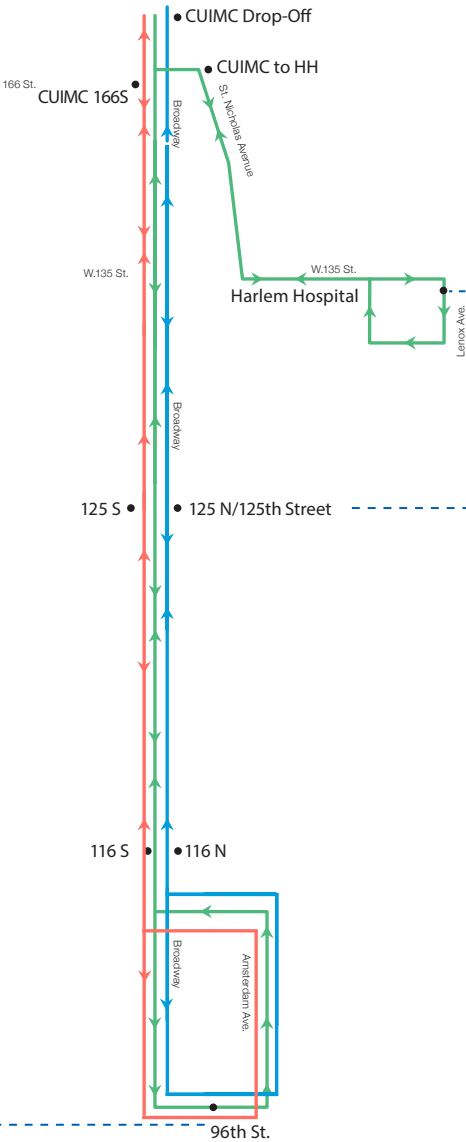 CUIMC Drop-Off
CUIMC to HH
166 St.
CUIMC 166S
Broadway
St. Nicholas Avenue
W.135 St.
W.135 St.
Harlem Hospital
Lenox Ave.
Broadway
125 S
125 N/125th Street
116 S
116 N
Broadway
Amsterdam Ave.
96th St.